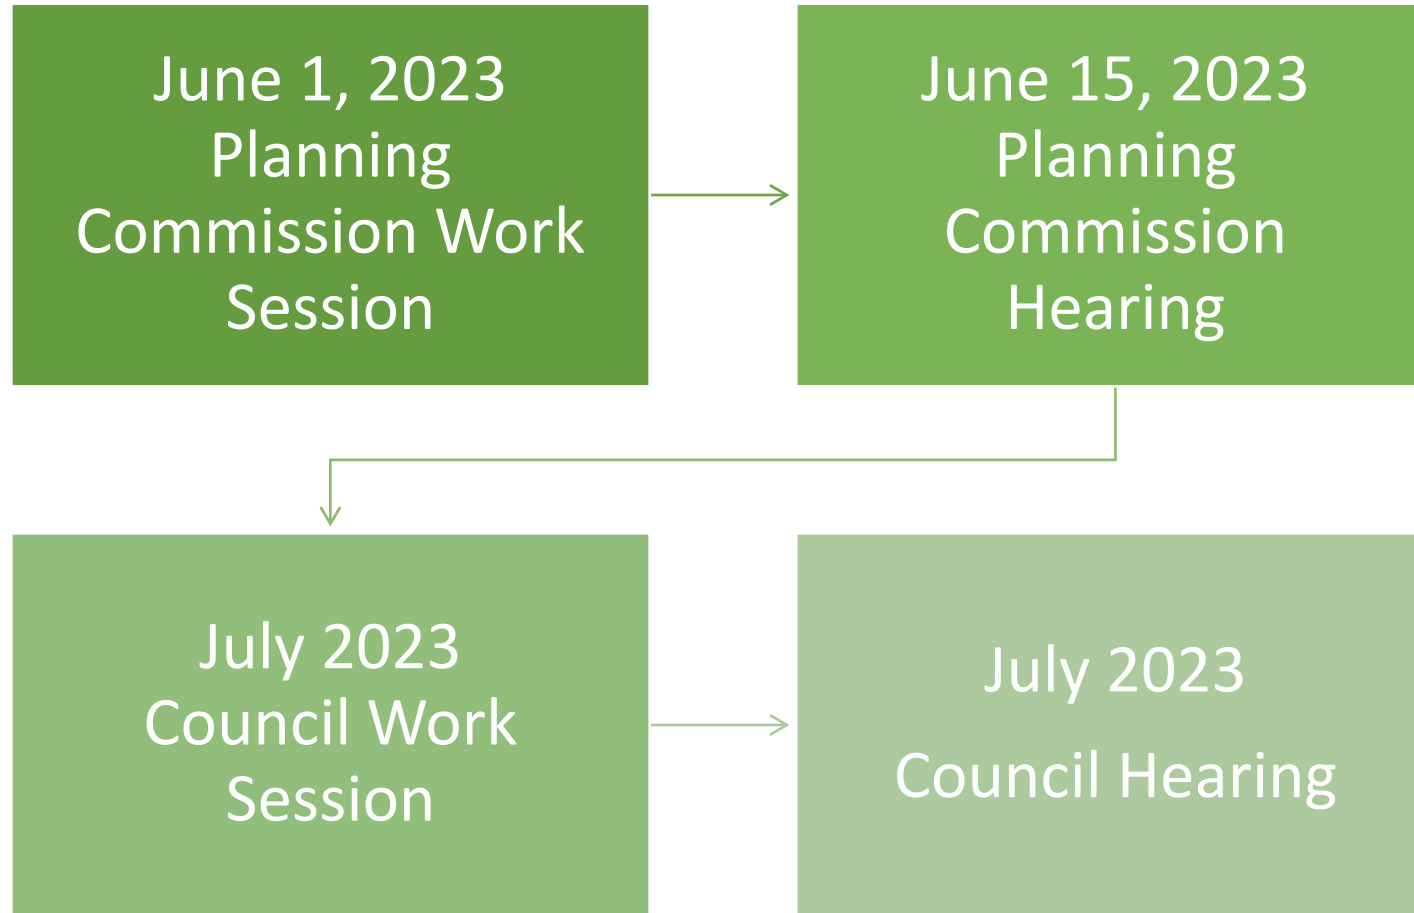 June 1, 2023
Planning
Commission Work
Session
June 15, 2023
Planning
Commission
Hearing
July 2023
Council Work
Session
July 2023
Council Hearing